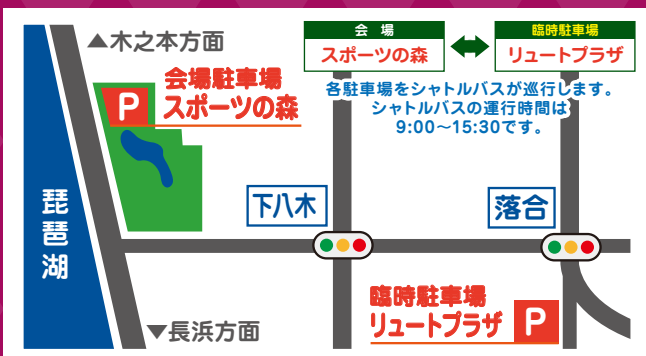 ▲木之本方面
会場
スポーツの森
臨時駐車場
リュートプラザ
各駐車場をシャトルバスが巡行します。
シャトルバスの運行時間は
9:00～15:30です。
会場駐車場
スポーツの森
P
琵琶湖
下八木
落合
臨時駐車場
リュートプラザ
P
▼長浜方面